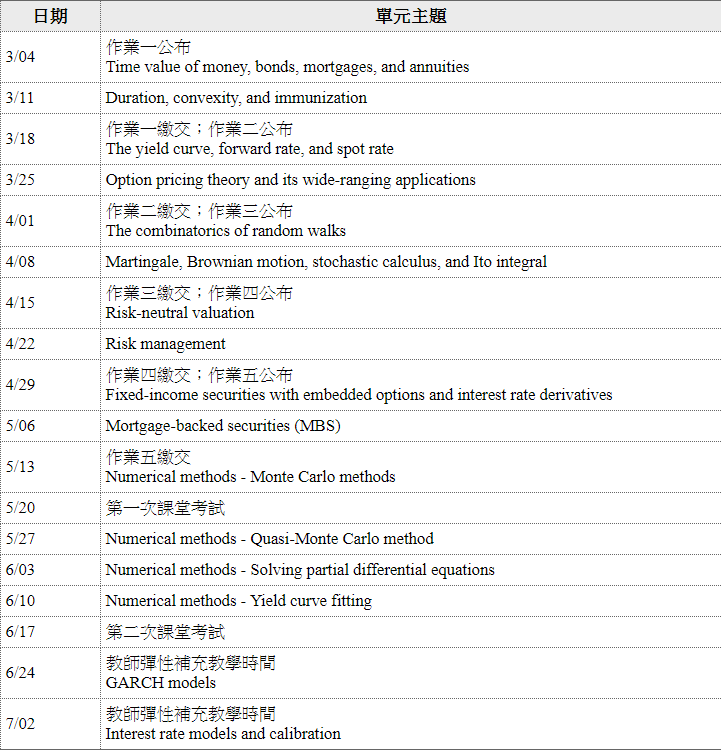 日期 單元主題
3/04 作業一公布
Time value of money, bonds, mortgages, and annuities
3/11 Duration, convexity, and immunization
3/18 作業一繳交；作業二公布
The yield curve, forward rate, and spot rate
3/25 Option pricing theory and its wide-ranging applications
4/01 作業二繳交；作業三公布
The combinatorics of random walks
4/08 Martingale, Brownian motion, stochastic calculus, and Ito integral
4/15 作業三繳交；作業四公布
Risk-neutral valuation
4/22 Risk management
4/29 作業四繳交；作業五公布
Fixed-income securities with embedded options and interest rate derivatives
5/06 Mortgage-backed securities (MBS)
5/13 作業五繳交
Numerical methods - Monte Carlo methods
5/20 第一次課堂考試
5/27 Numerical methods - Quasi-Monte Carlo method
6/03 Numerical methods - Solving partial differential equations
6/10 Numerical methods - Yield curve fitting
6/17 第二次課堂考試
6/24 教師彈性補充教學時間
GARCH models
7/02 教師彈性補充教學時間
Interest rate models and calibration